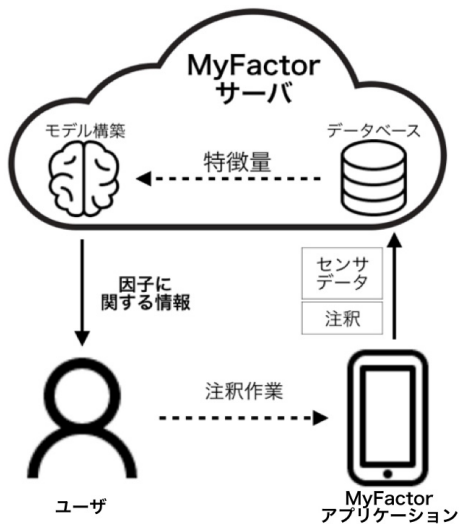 MyFactor
サーバ
モデル構築
データベース
特徴量
因子に
関する情報
センサ
データ
注釈
注釈作業
ユーザ
MyFactor
アプリケーション